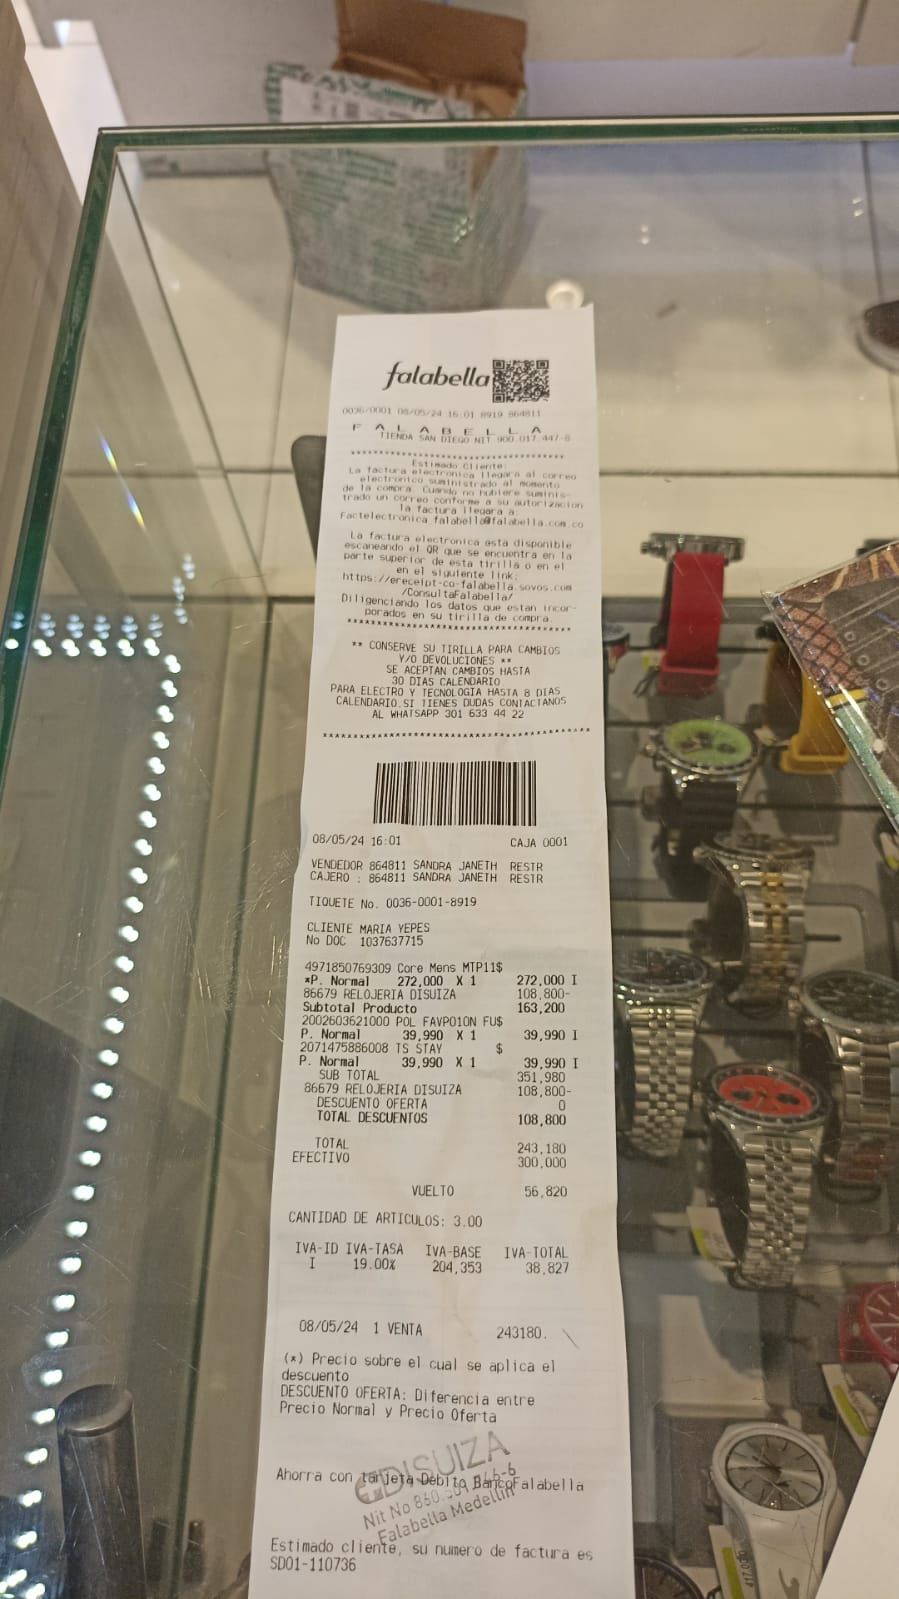 falabella
0036/0001 08/05/24 16:01 8919 864811
F A L A B E L L A
TIENDA SAN DIEGO NIT 900.017.447-8
****************************************
Estimado Cliente:
La factura electronica llegara al correo
electronico suministrado al momento
de la compra. Cuando no hubiere suminis-
trado un correo conforme a su autorizacion
la factura llegara a:
Factelectronica_falabella@falabella.com.co
La factura electronica esta disponible
escaneando el QR que se encuentra en la
parte superior de esta tirilla o en el
en el siguiente link:
https://ereceipt-co-falabella.sovos.com
/ConsultaFalabella/
Diligenciando los datos que estan incor-
porados en su tirilla de compra.
****************************************
** CONSERVE SU TIRILLA PARA CAMBIOS
Y/O DEVOLUCIONES **
SE ACEPTAN CAMBIOS HASTA
30 DIAS CALENDARIO
PARA ELECTRO Y TECNOLOGIA HASTA 8 DIAS
CALENDARIO.SI TIENES DUDAS CONTACTANOS
AL WHATSAPP 301 633 44 22
****************************************
08/05/24 16:01 CAJA 0001
VENDEDOR 864811 SANDRA JANETH RESTR
CAJERO : 864811 SANDRA JANETH RESTR
TIQUETE No. 0036-0001-8919
CLIENTE MARIA YEPES
No DOC 1037637715
4971850769309 Core Mens MTP11$
*P. Normal 272,000 X 1 272,000 I
86679 RELOJERIA DISUIZA 108,800-
Subtotal Producto 163,200
2002603621000 POL FAVP01ON FU$
P. Normal 39,990 X 1 39,990 I
2071475886008 TS STAY $
P. Normal 39,990 X 1 39,990 I
SUB TOTAL 351,980
86679 RELOJERIA DISUIZA 108,800-
DESCUENTO OFERTA 0
TOTAL DESCUENTOS 108,800
TOTAL 243,180
EFECTIVO 300,000
VUELTO 56,820
CANTIDAD DE ARTICULOS: 3.00
IVA-ID IVA-TASA IVA-BASE IVA-TOTAL
I 19.00% 204,353 38,827
08/05/24 1 VENTA 243180.
(*) Precio sobre el cual se aplica el
descuento
DESCUENTO OFERTA: Diferencia entre
Precio Normal y Precio Oferta
DISUIZA
Ahorra con tarjeta Debito BancoFalabella
Nit No 860.
Falabella Medellin
Estimado cliente, su numero de factura es
SD01-110736
417.000